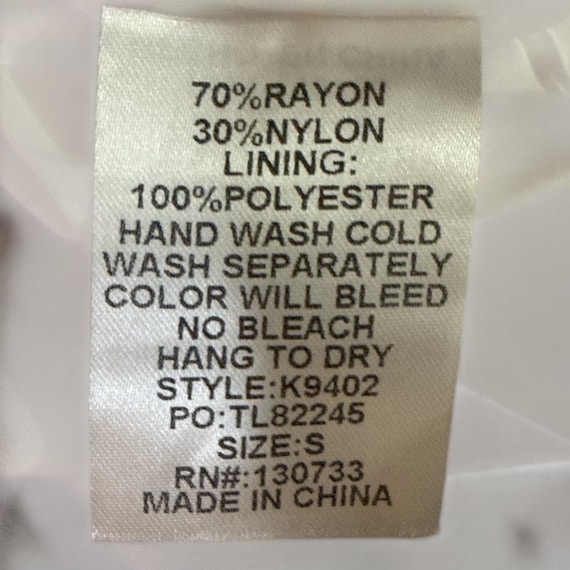 70%RAYON
30%NYLON
LINING:
100%POLYESTER
HAND WASH COLD
WASH SEPARATELY
COLOR WILL BLEED
NO BLEACH
HANG TO DRY
STYLE:K9402
PO:TL82245
SIZE:S
RN#:130733
MADE IN CHINA